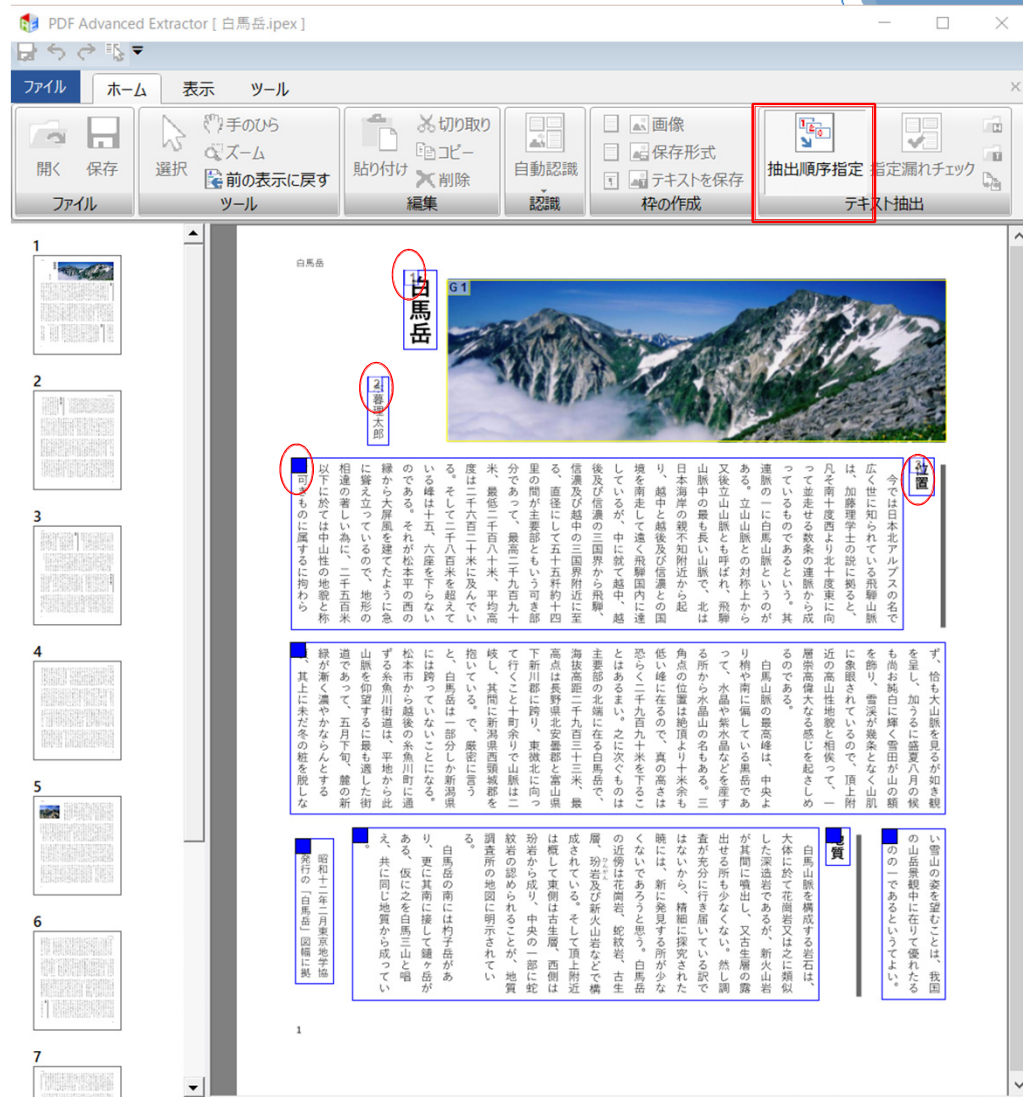 PDF Advanced Extractor [ 白馬岳.ipex ]
ファイル ホーム 表示 ツール
開く 保存 選択 手のひら ズーム 前の表示に戻す 貼り付け 切り取り コピー 削除 自動認識 画像 保存形式 テキストを保存 抽出順序指定 指定漏れチェック
ファイル ツール 編集 認識 枠の作成 テキスト抽出
1
2
3
4
5
6
7
白馬岳
1
白馬岳
G 1
2
暮理太郎
位置
今では日本北アルプスの名で
広く世に知られている飛騨山脈
は、加藤理学士の説に拠ると、
凡そ南十度西より北十度東に向
って並走せる数条の連脈から成
っているものであるという。其
連脈の一に白馬山脈というのが
ある。立山山脈との対称上から
又後立山山脈とも呼ばれ、飛騨
山脈中の最も長い山脈で、北は
日本海岸の親不知附近から起
り、越中と越後及び信濃との国
境を南走して遠く飛騨国内に達
しているが、中に就て越中、越
後及び信濃の三国界から飛騨、
信濃及び越中の三国界附近に至
る、直径にして五十五粁約十四
里の間が主要部ともいう可き部
分であって、最高二千九百九十
米、最低二千百八十米、平均高
度は二千六百二十米に及んでい
る。そして二千八百米を超えて
いる峰は十五、六座を下らない
のである。それが松本平の西の
縁から大屏風を建てたように急
に聳え立っているので、地形の
相違の著しい為に、二千五百米
以下に於ては中山性の地貌と称
可きものに属するに拘わら
ず、恰も大山脈を見るが如き観
を呈し、加うるに盛夏八月の候
も尚お純白に輝く雪田が山の額
を飾り、雪渓が幾条となく山肌
に象眼されているので、頂上附
近の高山性地貌と相俟って、一
層崇高偉大なる感じを起さしめ
るのである。
白馬山脈の最高峰は、中央よ
り稍や南に偏している黒岳であ
って、水晶や紫水晶などを産す
る所から水晶山の名もある。三
角点の位置は絶頂より十米余も
低い峰に在るので、真の高さは
恐らく二千九百九十米を下るこ
とはあるまい。之に次ぐものは
主要部の北端に在る白馬岳で、
海抜高距二千九百三十三米、最
高点は長野県北安曇郡と富山県
下新川郡に跨り、東微北に向っ
て行くこと十町余りで山脈は二
岐し、其間に新潟県西頸城郡を
抱いている。で、厳密に言う
と、白馬岳は一部分しか新潟県
には跨っていないことになる。
松本市から越後の糸魚川町に通
ずる糸魚川街道は、平地から此
山脈を仰望するに最も適した街
道であって、五月下旬、麓の新
緑が漸く濃やかならんとする
、其上に未だ冬の粧を脱しな
い雪山の姿を望むことは、我国
の山岳景観中に在りて優れたる
のの一であるというてよい。
質
白馬山脈を構成する岩石は、
大体に於て花崗岩又は之に類似
した深造岩であるが、新火山岩
が其間に噴出し、又古生層の露
出せる所も少なくない。然し調
査が充分に行き届いている訳で
はないから、精細に探究された
暁には、新に発見する所が少な
くないであろうと思う。白馬岳
の近傍は花崗岩、蛇紋岩、古生
層、玢岩及び新火山岩などで構
ひんがん
成されている。そして頂上附近
は概して東側は古生層、西側は
玢岩から成り、中央の一部に蛇
紋岩の認められることが、地質
調査所の地図に明示されてい
る。
白馬岳の南には杓子岳があ
り、更に其南に接して鑓ヶ岳が
ある、仮に之を白馬三山と唱
え、共に同じ地質から成ってい
。
昭和十二年二月東京地学協
発行の「白馬岳」図幅に拠
1